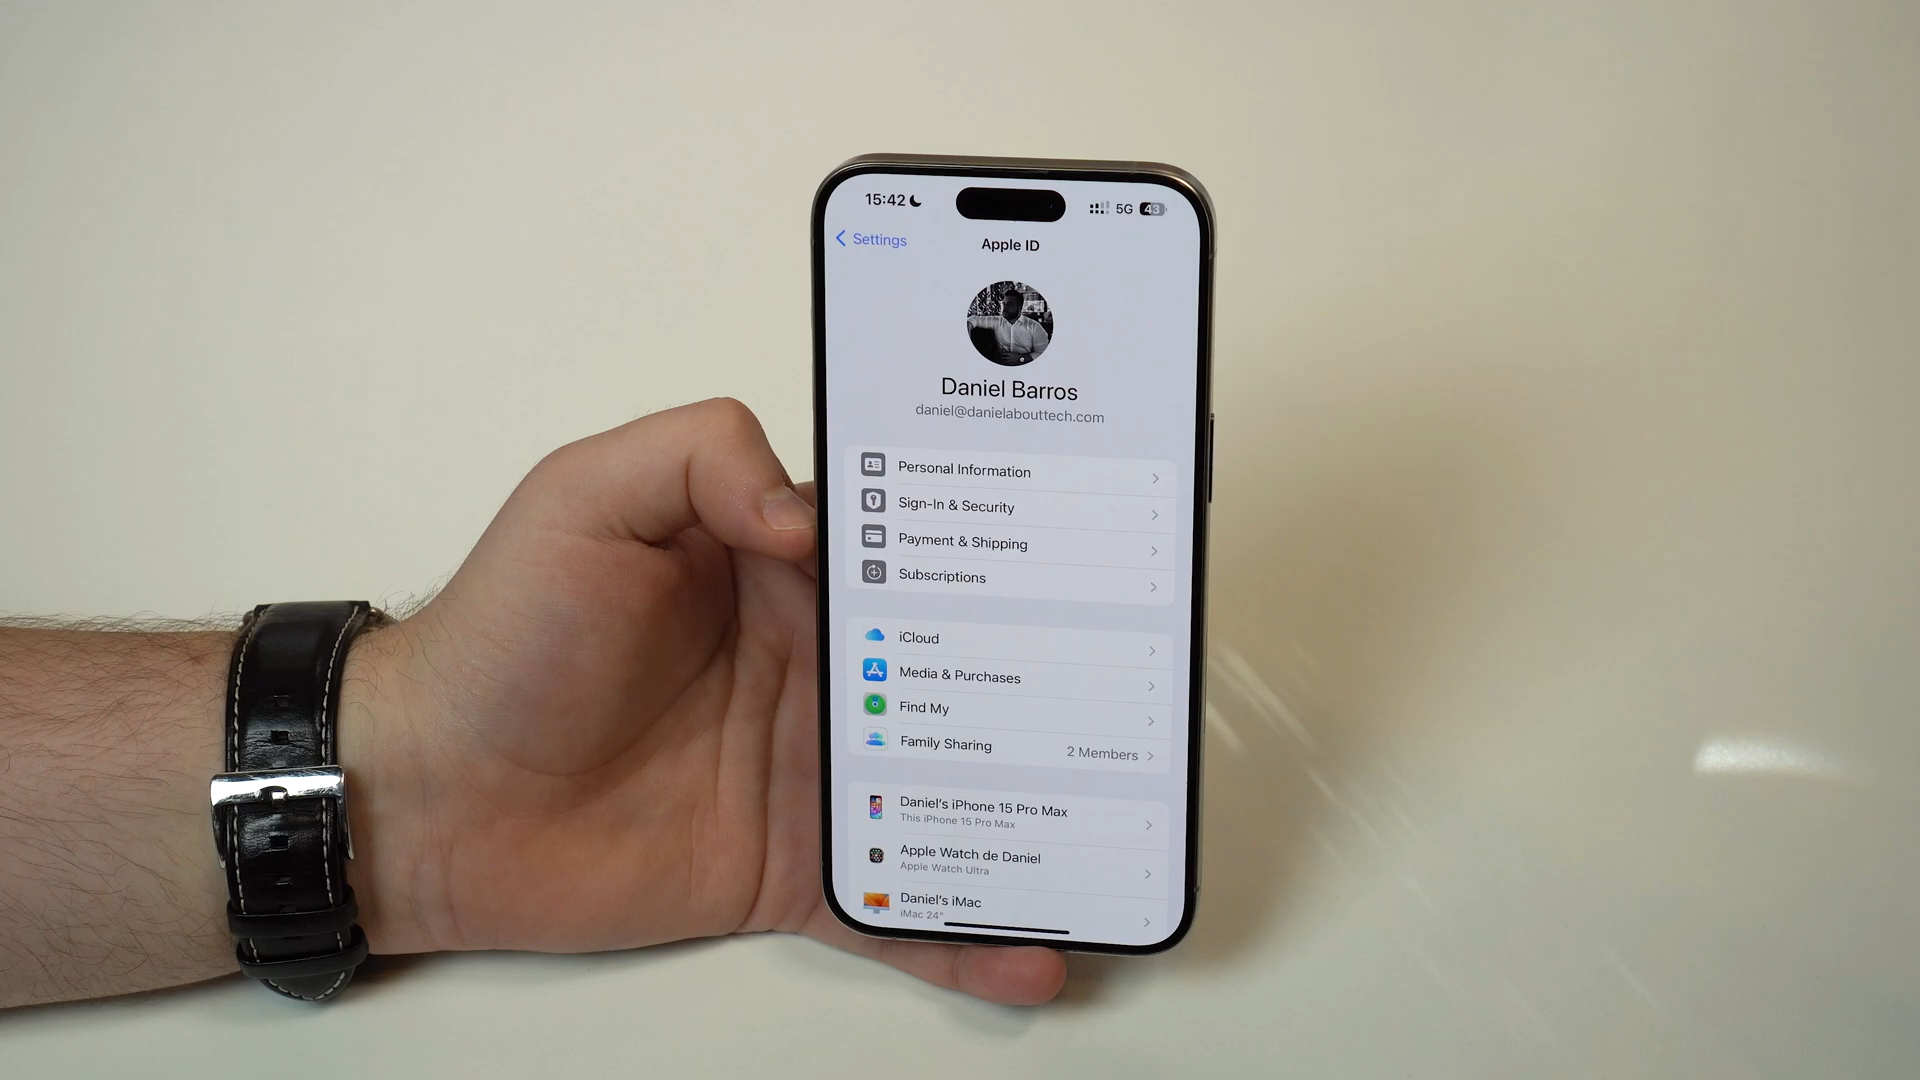 15:42
5G 43
Settings
Apple ID
Daniel Barros
daniel@danielabouttech.com
Personal Information
Sign-In & Security
Payment & Shipping
Subscriptions
iCloud
Media & Purchases
Find My
Family Sharing 2 Members
Daniel's iPhone 15 Pro Max
This iPhone 15 Pro Max
Apple Watch de Daniel
Apple Watch Ultra
Daniel's iMac
iMac 24"